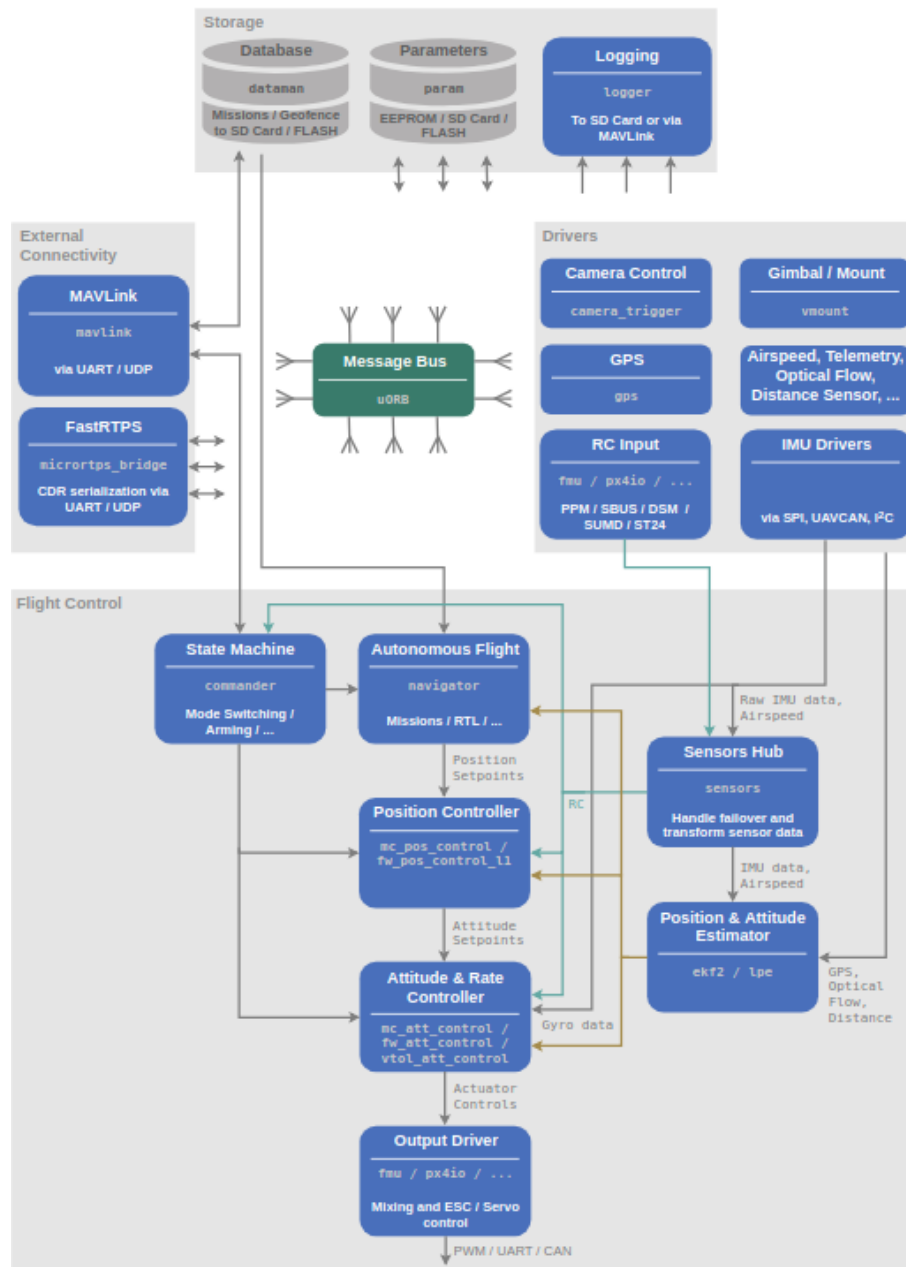 Storage
Database
dataman
Missions / Geofence
to SD Card / FLASH
Parameters
param
EEPROM / SD Card /
FLASH
Logging
logger
To SD Card or via
MAVLink
External
Connectivity
MAVLink
mavlink
via UART / UDP
FastRTPS
micrortps_bridge
CDR serialization via
UART / UDP
Message Bus
uORB
Drivers
Camera Control
camera_trigger
Gimbal / Mount
vmount
GPS
gps
Airspeed, Telemetry,
Optical Flow,
Distance Sensor, ...
RC Input
fmu / px4io / ...
PPM / SBUS / DSM /
SUMD / ST24
IMU Drivers
via SPI, UAVCAN, I²C
Flight Control
State Machine
commander
Mode Switching /
Arming / ...
Autonomous Flight
navigator
Missions / RTL / ...
Raw IMU data,
Airspeed
Position
Setpoints
Sensors Hub
sensors
Handle failover and
transform sensor data
RC
Position Controller
mc_pos_control /
fw_pos_control_l1
IMU data,
Airspeed
Attitude
Setpoints
Position & Attitude
Estimator
ekf2 / lpe
GPS,
Optical
Flow,
Distance
Attitude & Rate
Controller
mc_att_control /
fw_att_control /
vtol_att_control
Gyro data
Actuator
Controls
Output Driver
fmu / px4io / ...
Mixing and ESC / Servo
control
PWM / UART / CAN